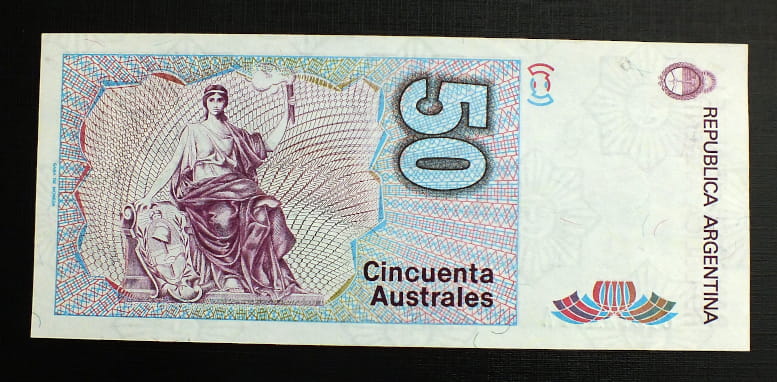 50
Cincuenta
Australes
REPUBLICA ARGENTINA